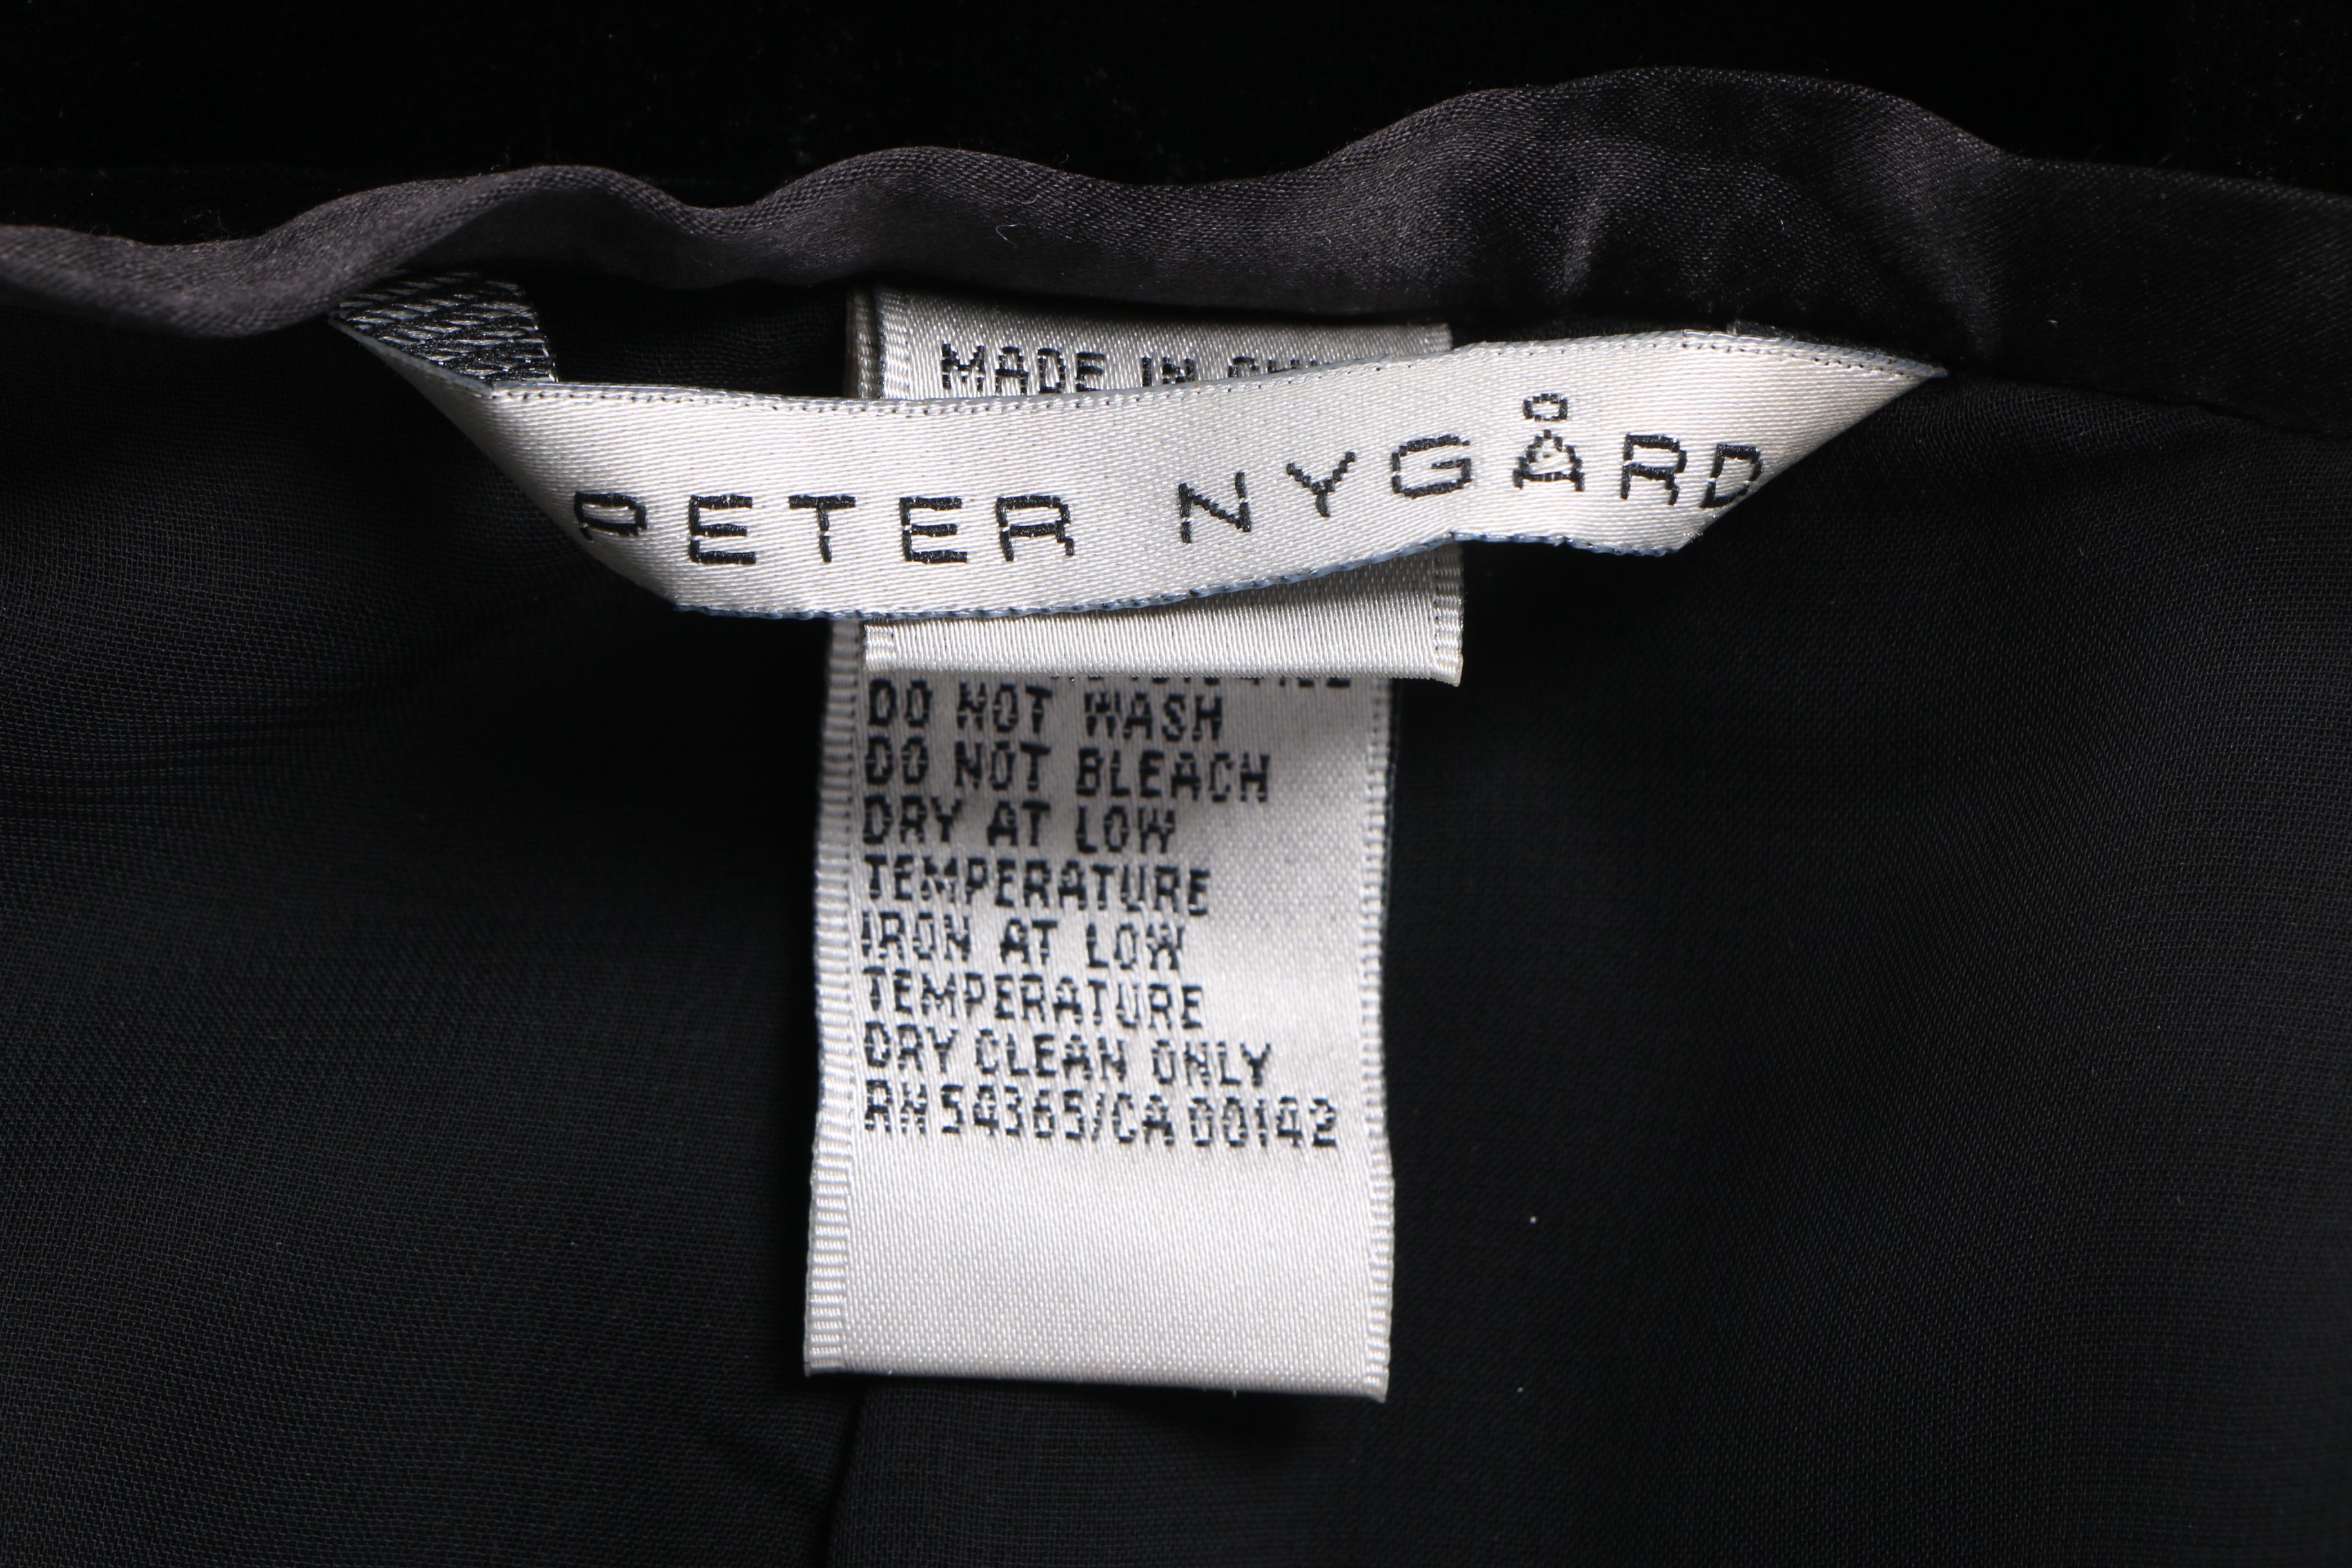 MADE IN
PETER NYGÅRD
DO NOT WASH
DO NOT BLEACH
DRY AT LOW
TEMPERATURE
IRON AT LOW
TEMPERATURE
DRY CLEAN ONLY
RN 54365/CA 00142